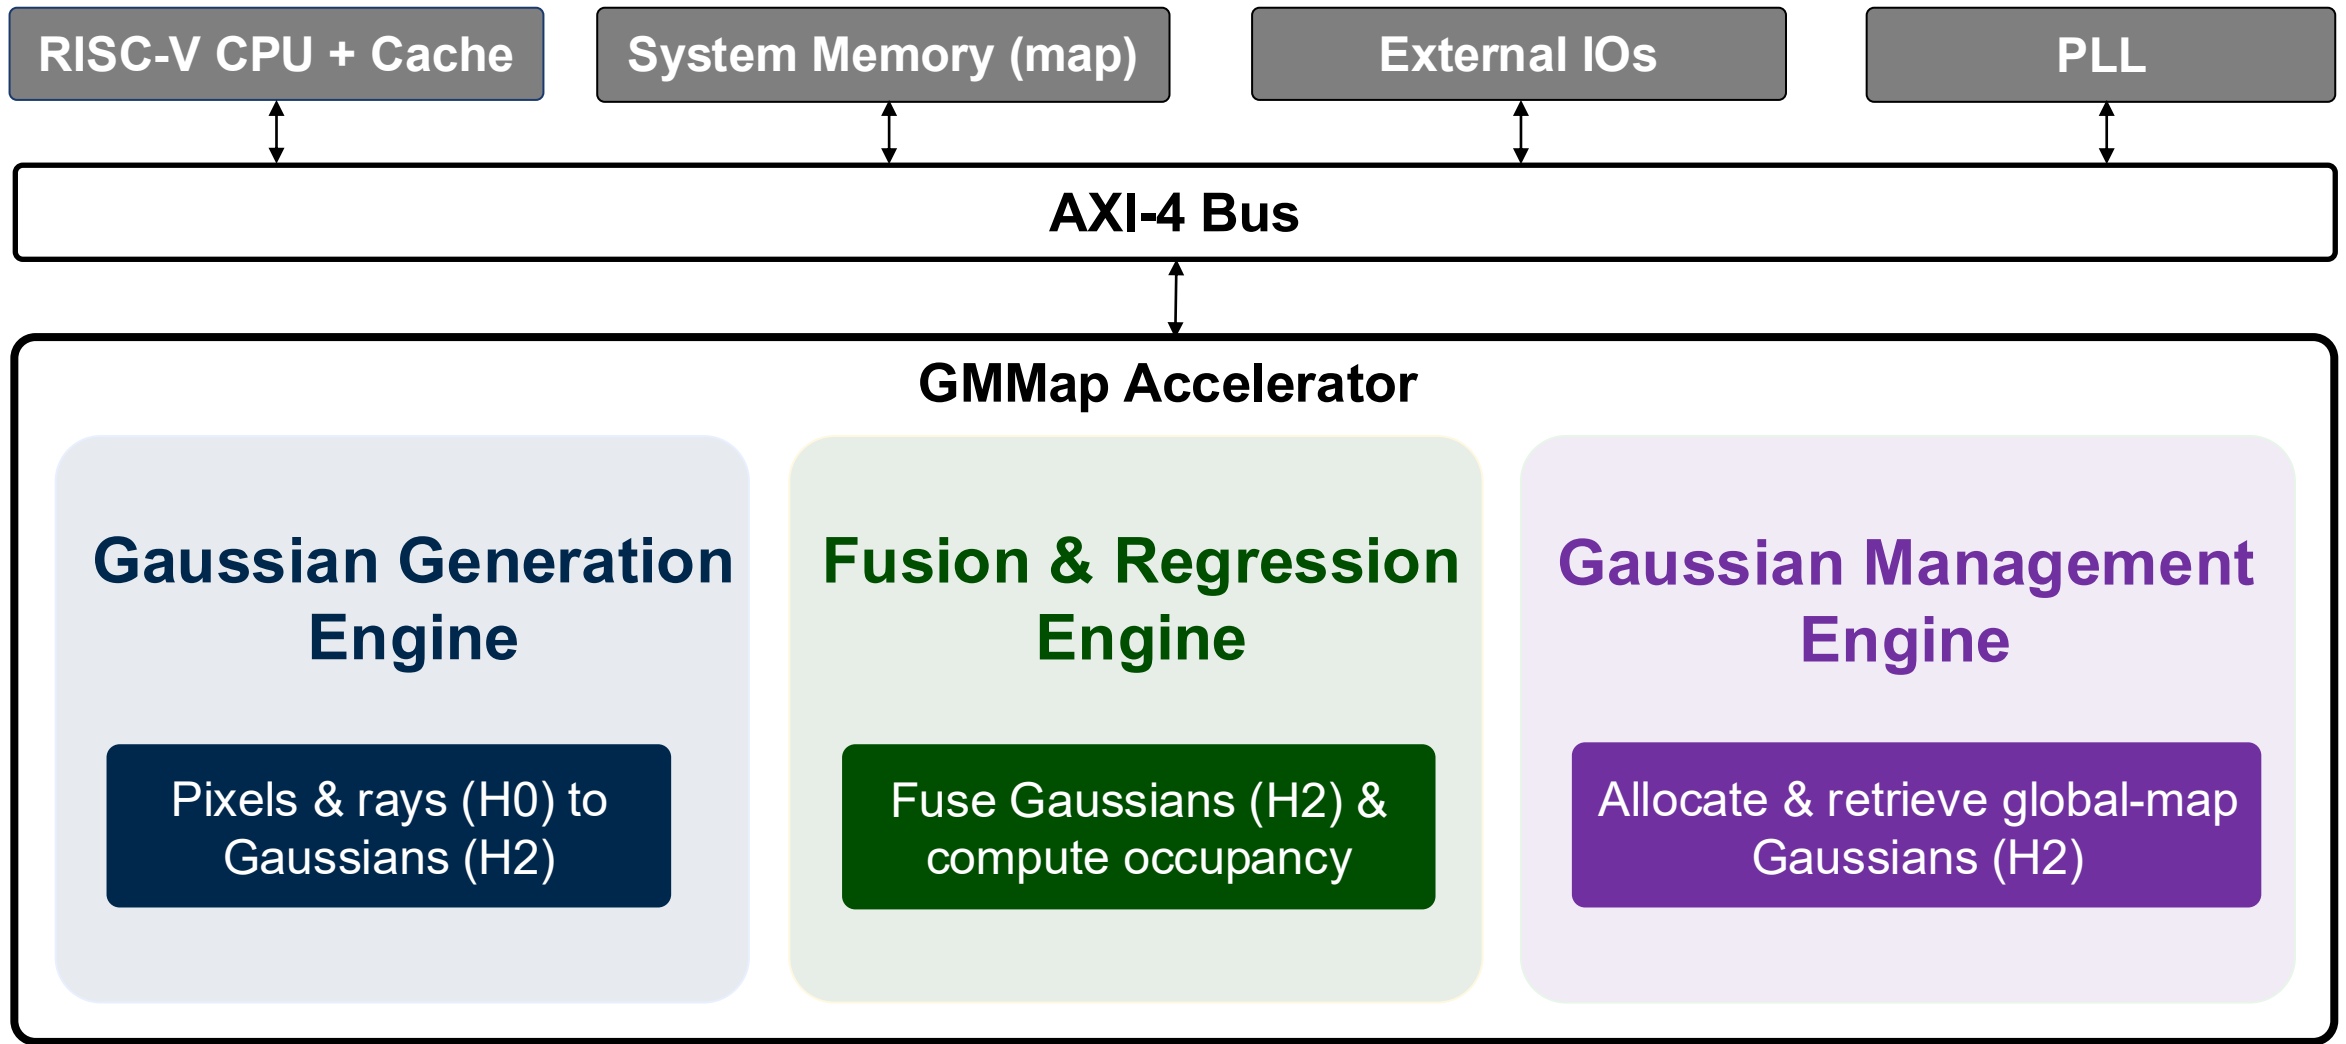 RISC-V CPU + Cache
System Memory (map)
External IOs
PLL
AXI-4 Bus
GMMap Accelerator
Gaussian Generation
Engine
Pixels & rays (H0) to
Gaussians (H2)
Fusion & Regression
Engine
Fuse Gaussians (H2) &
compute occupancy
Gaussian Management
Engine
Allocate & retrieve global-map
Gaussians (H2)